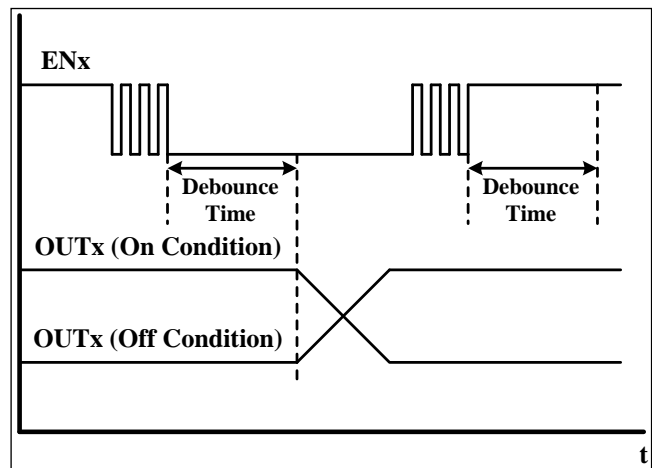 ENx
Debounce
Time
Debounce
Time
OUTx (On Condition)
OUTx (Off Condition)
t